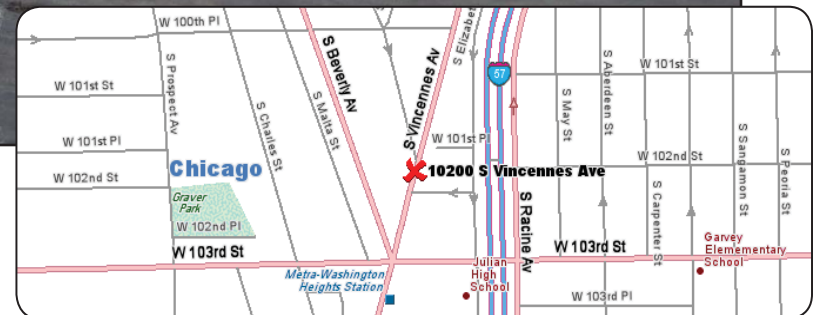 W 100th Pl
S Beverly Av
S Elizabet
S Vincennes Av
57
S Prospect Av
W 101st St
S Charles St
S Malta St
S May St
S Aberdeen St
W 101st St
W 101st Pl
W 101st Pl
Chicago
10200 S Vincennes Ave
W 102nd St
W 102nd St
S Sangamon St
S Peoria St
Graver
Park
W 102nd Pl
S Racine Av
S Carpenter St
W 103rd St
W 103rd St
Garvey
Elemementary
School
Metra-Washington
Heights Station
Julian
High
School
W 103rd Pl